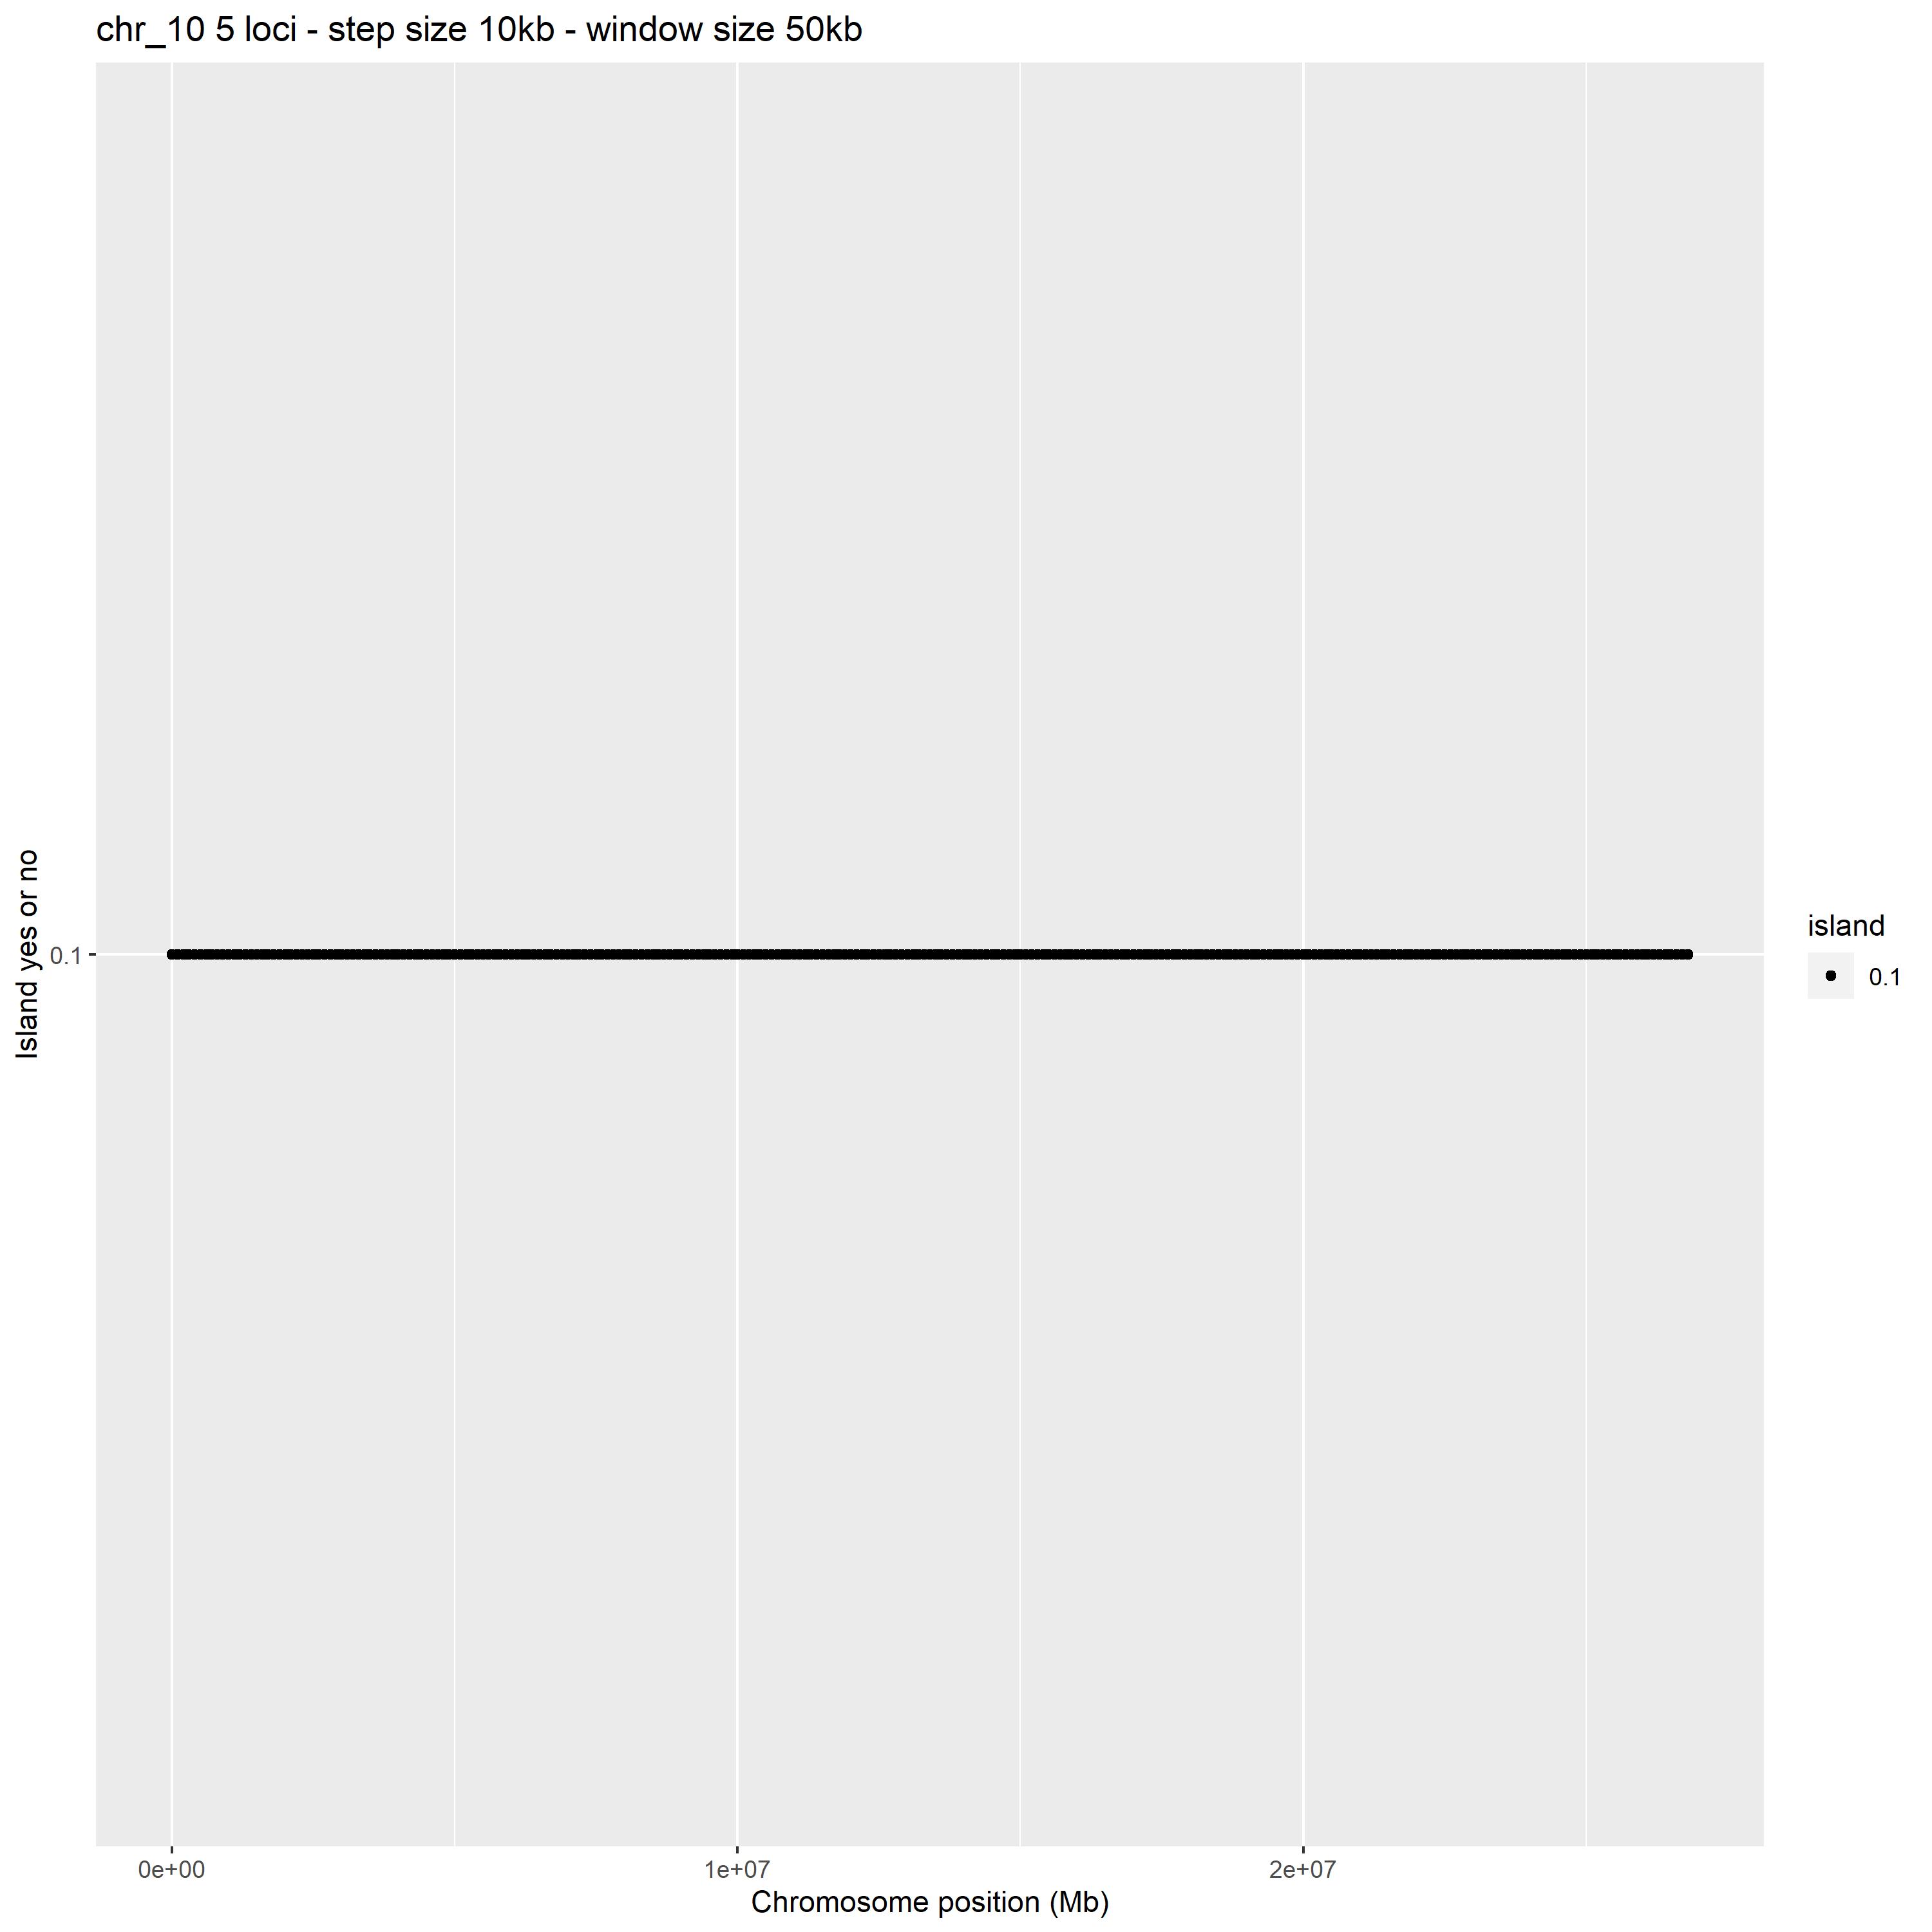 chr_10 5 loci - step size 10kb - window size 50kb
Island yes or no
0.1
island
0.1
0e+00 1e+07 2e+07
Chromosome position (Mb)